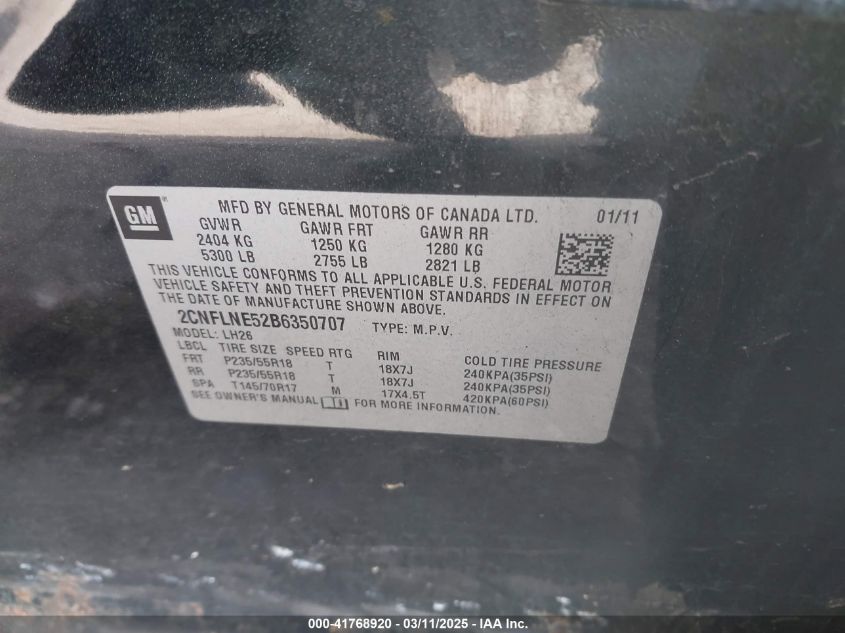 GM
MFD BY GENERAL MOTORS OF CANADA LTD. 01/11
GVWR GAWR FRT GAWR RR
2404 KG 1250 KG 1280 KG
5300 LB 2755 LB 2821 LB
THIS VEHICLE CONFORMS TO ALL APPLICABLE U.S. FEDERAL MOTOR
VEHICLE SAFETY AND THEFT PREVENTION STANDARDS IN EFFECT ON
THE DATE OF MANUFACTURE SHOWN ABOVE.
2CNFLNE52B6350707 TYPE: M.P.V.
MODEL: LH26
LBCL TIRE SIZE SPEED RTG RIM COLD TIRE PRESSURE
FRT P235/55R18 T 18X7J 240KPA(35PSI)
RR P235/55R18 T 18X7J 240KPA(35PSI)
SPA T145/70R17 M 17X4.5T 420KPA(60PSI)
SEE OWNER'S MANUAL FOR MORE INFORMATION.
000-41768920 - 03/11/2025 - IAA Inc.